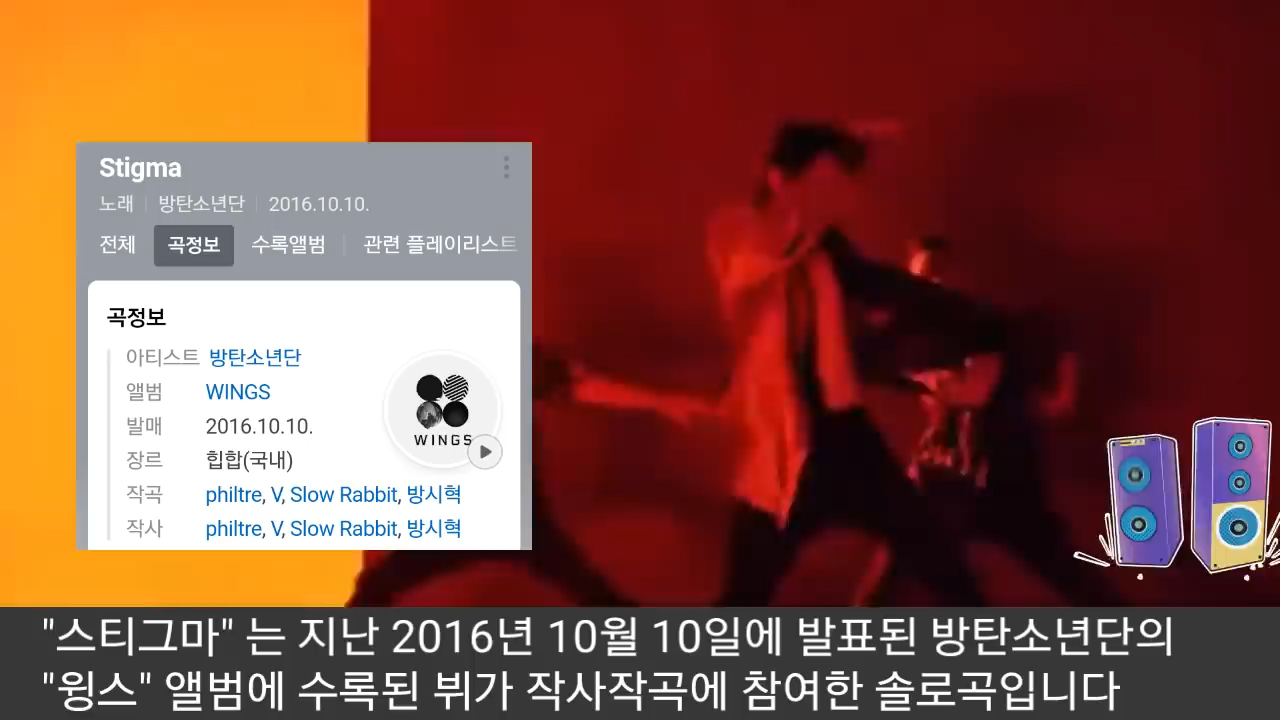 Stigma
노래 방탄소년단 2016.10.10.
전체 곡정보 수록앨범 관련 플레이리스트
곡정보
아티스트 방탄소년단
앨범 WINGS
발매 2016.10.10.
장르 힙합(국내)
작곡 philtre, V, Slow Rabbit, 방시혁
작사 philtre, V, Slow Rabbit, 방시혁
WINGS
"스티그마" 는 지난 2016년 10월 10일에 발표된 방탄소년단의
"윙스" 앨범에 수록된 뷔가 작사작곡에 참여한 솔로곡입니다